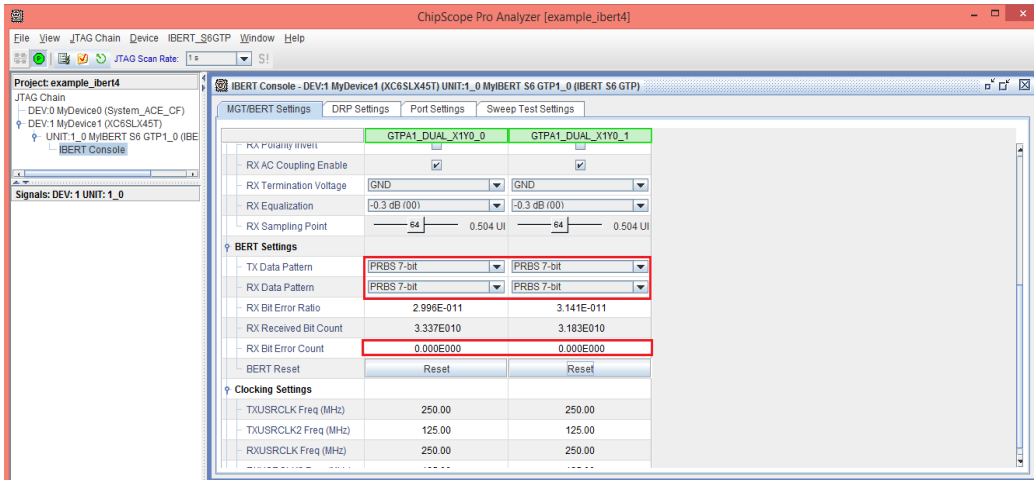 ChipScope Pro Analyzer [example_ibert4]
File View JTAG Chain Device IBERT_S6GTP Window Help
JTAG Scan Rate: 1 s S!
Project: example_ibert4
JTAG Chain
DEV:0 MyDevice0 (System_ACE_CF)
DEV:1 MyDevice1 (XC6SLX45T)
UNIT:1_0 MyIBERT S6 GTP1_0 (IBE
IBERT Console
Signals: DEV: 1 UNIT: 1_0
IBERT Console - DEV:1 MyDevice1 (XC6SLX45T) UNIT:1_0 MyIBERT S6 GTP1_0 (IBERT S6 GTP)
MGT/BERT Settings DRP Settings Port Settings Sweep Test Settings
GTPA1_DUAL_X1Y0_0 GTPA1_DUAL_X1Y0_1
RX Polarity Invert
RX AC Coupling Enable
RX Termination Voltage GND GND
RX Equalization -0.3 dB (00) -0.3 dB (00)
RX Sampling Point 64 0.504 UI 64 0.504 UI
BERT Settings
TX Data Pattern PRBS 7-bit PRBS 7-bit
RX Data Pattern PRBS 7-bit PRBS 7-bit
RX Bit Error Ratio 2.996E-011 3.141E-011
RX Received Bit Count 3.337E010 3.183E010
RX Bit Error Count 0.000E000 0.000E000
BERT Reset Reset Reset
Clocking Settings
TXUSRCLK Freq (MHz) 250.00 250.00
TXUSRCLK2 Freq (MHz) 125.00 125.00
RXUSRCLK Freq (MHz) 250.00 250.00